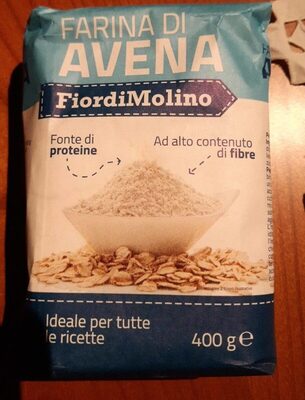 FARINA DI
AVENA
FiordiMolino
Fonte di
proteine
Ad alto contenuto
di fibre
Ideale per tutte
le ricette
400 g e